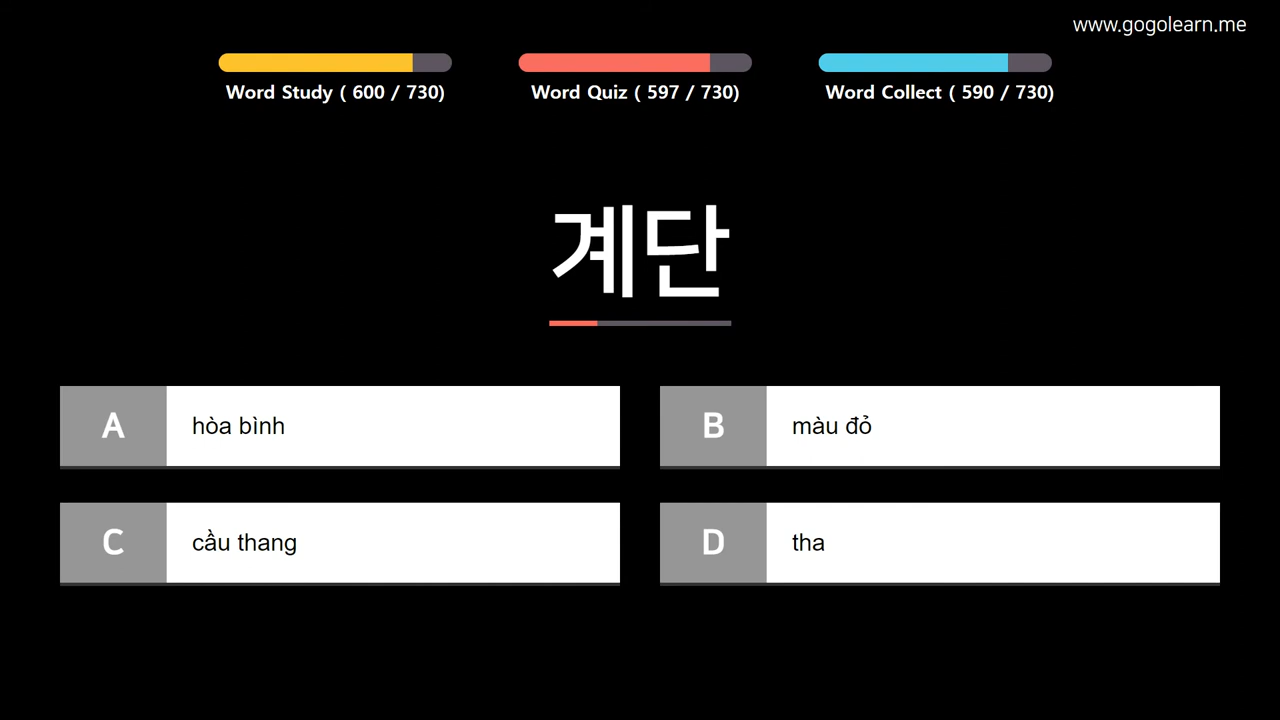 www.gogolearn.me
Word Study ( 600 / 730)
Word Quiz ( 597 / 730)
Word Collect ( 590 / 730)
계단
A
hòa bình
B
màu đỏ
C
cầu thang
D
tha